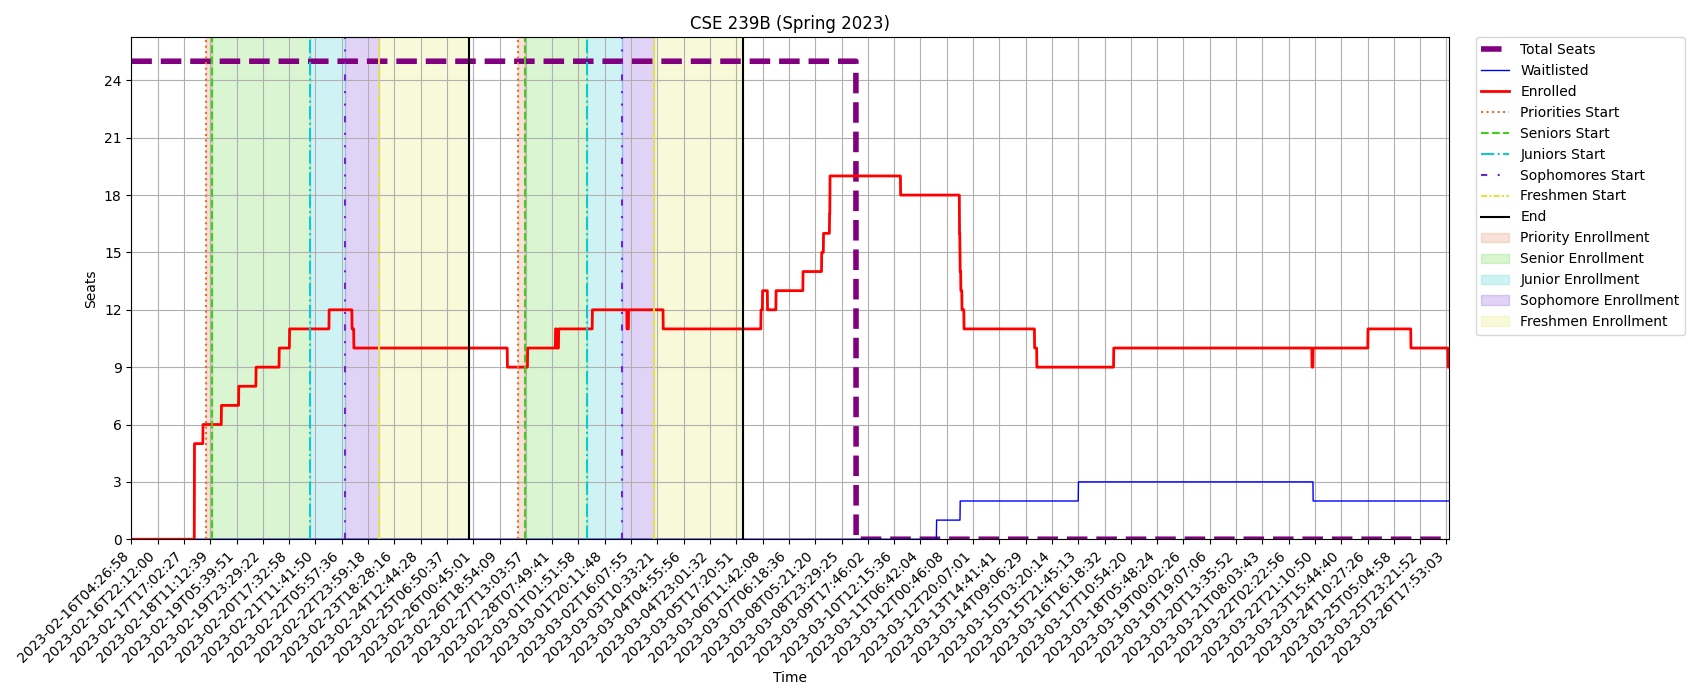 CSE 239B (Spring 2023)
Seats
24
21
18
15
12
9
6
3
0
2023-02-16T04:26:58
2023-02-16T22:12:00
2023-02-17T17:02:27
2023-02-18T11:12:39
2023-02-19T05:39:51
2023-02-19T23:29:22
2023-02-20T17:32:58
2023-02-21T11:41:50
2023-02-22T05:57:36
2023-02-22T23:59:18
2023-02-23T18:28:16
2023-02-24T12:44:28
2023-02-25T06:50:37
2023-02-26T00:45:01
2023-02-26T18:54:09
2023-02-27T13:03:57
2023-02-28T07:49:41
2023-03-01T01:51:58
2023-03-01T20:11:48
2023-03-02T16:07:55
2023-03-03T10:33:21
2023-03-04T04:55:56
2023-03-04T23:01:32
2023-03-05T17:20:51
2023-03-06T11:42:08
2023-03-07T06:18:36
2023-03-08T05:21:20
2023-03-08T23:29:25
2023-03-09T17:46:02
2023-03-10T12:15:36
2023-03-11T06:42:04
2023-03-12T00:46:08
2023-03-12T20:07:01
2023-03-13T14:41:41
2023-03-14T09:06:29
2023-03-15T03:20:14
2023-03-15T21:45:13
2023-03-16T16:18:32
2023-03-17T10:54:20
2023-03-18T05:48:24
2023-03-19T00:02:26
2023-03-19T19:07:06
2023-03-20T13:35:52
2023-03-21T08:03:43
2023-03-22T02:22:56
2023-03-22T21:10:50
2023-03-23T15:44:40
2023-03-24T10:27:26
2023-03-25T05:04:58
2023-03-25T23:21:52
2023-03-26T17:53:03
Time
Total Seats
Waitlisted
Enrolled
Priorities Start
Seniors Start
Juniors Start
Sophomores Start
Freshmen Start
End
Priority Enrollment
Senior Enrollment
Junior Enrollment
Sophomore Enrollment
Freshmen Enrollment